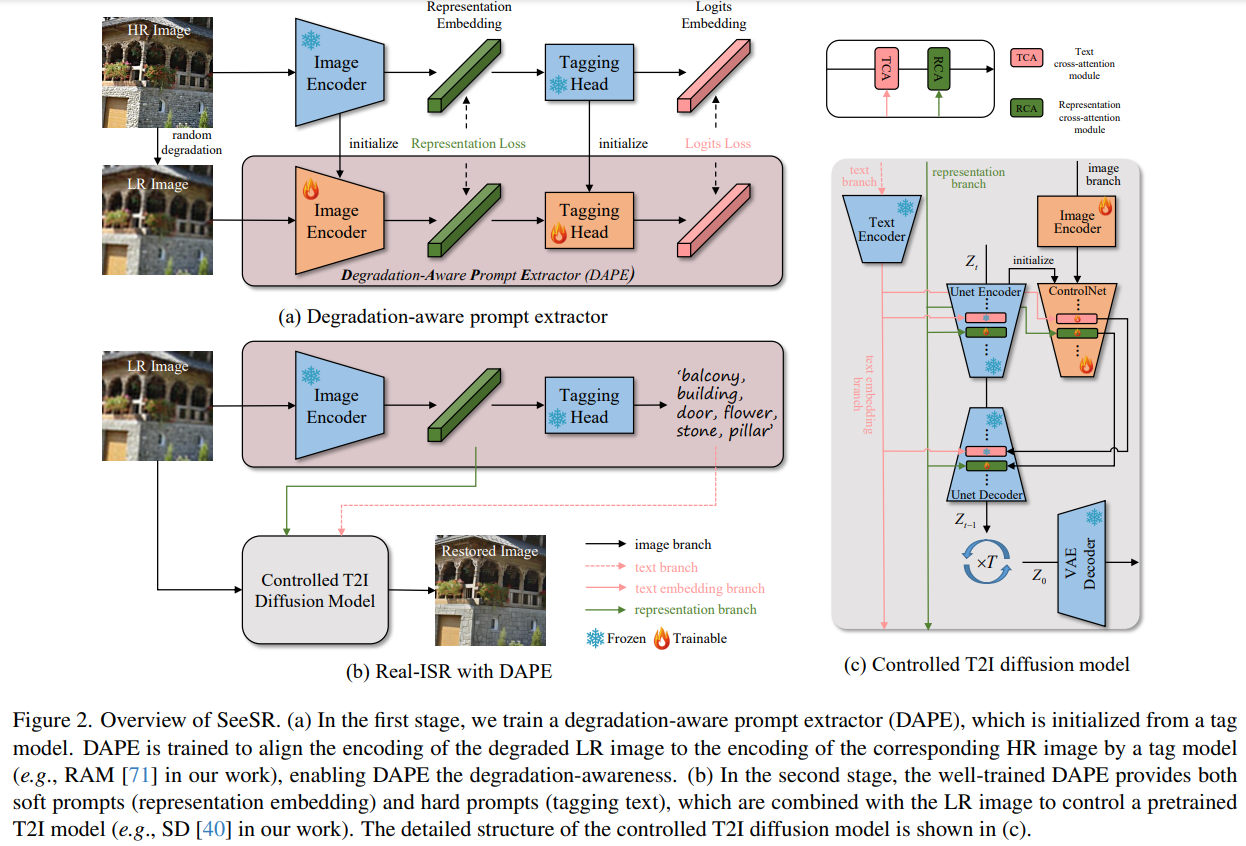 HR Image
Image
Encoder
Representation
Embedding
Tagging
Head
Logits
Embedding
random
degradation
initialize
Representation Loss
initialize
Logits Loss
LR Image
Image
Encoder
Tagging
Head
Degradation-Aware Prompt Extractor (DAPE)
(a) Degradation-aware prompt extractor
LR Image
Image
Encoder
Tagging
Head
‘balcony,
building,
door, flower,
stone, pillar’
Controlled T2I
Diffusion Model
Restored Image
image branch
text branch
text embedding branch
representation branch
Frozen
Trainable
(b) Real-ISR with DAPE
TCA
RCA
TCA
Text
cross-attention
module
RCA
Representation
cross-attention
module
text
branch
representation
branch
image
branch
Text
Encoder
Image
Encoder
Zt
initialize
Unet Encoder
ControlNet
text embedding
branch
Unet Decoder
Zt−1
×T
Z0
VAE
Decoder
(c) Controlled T2I diffusion model
Figure 2. Overview of SeeSR. (a) In the first stage, we train a degradation-aware prompt extractor (DAPE), which is initialized from a tag
model. DAPE is trained to align the encoding of the degraded LR image to the encoding of the corresponding HR image by a tag model
(e.g., RAM [71] in our work), enabling DAPE the degradation-awareness. (b) In the second stage, the well-trained DAPE provides both
soft prompts (representation embedding) and hard prompts (tagging text), which are combined with the LR image to control a pretrained
T2I model (e.g., SD [40] in our work). The detailed structure of the controlled T2I diffusion model is shown in (c).